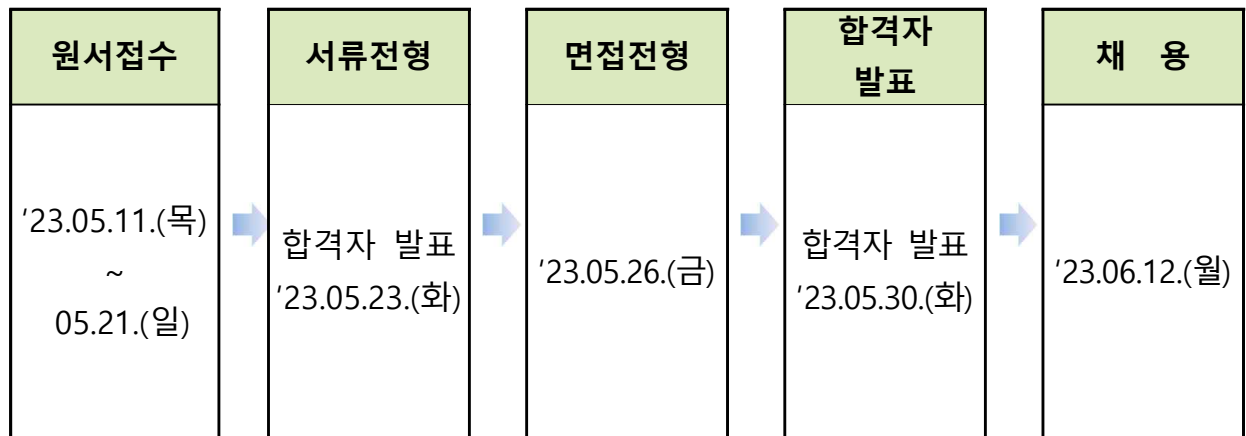 원서접수
'23.05.11.(목)
~
05.21.(일)
서류전형
합격자 발표
'23.05.23.(화)
면접전형
'23.05.26.(금)
합격자
발표
합격자 발표
'23.05.30.(화)
채 용
'23.06.12.(월)